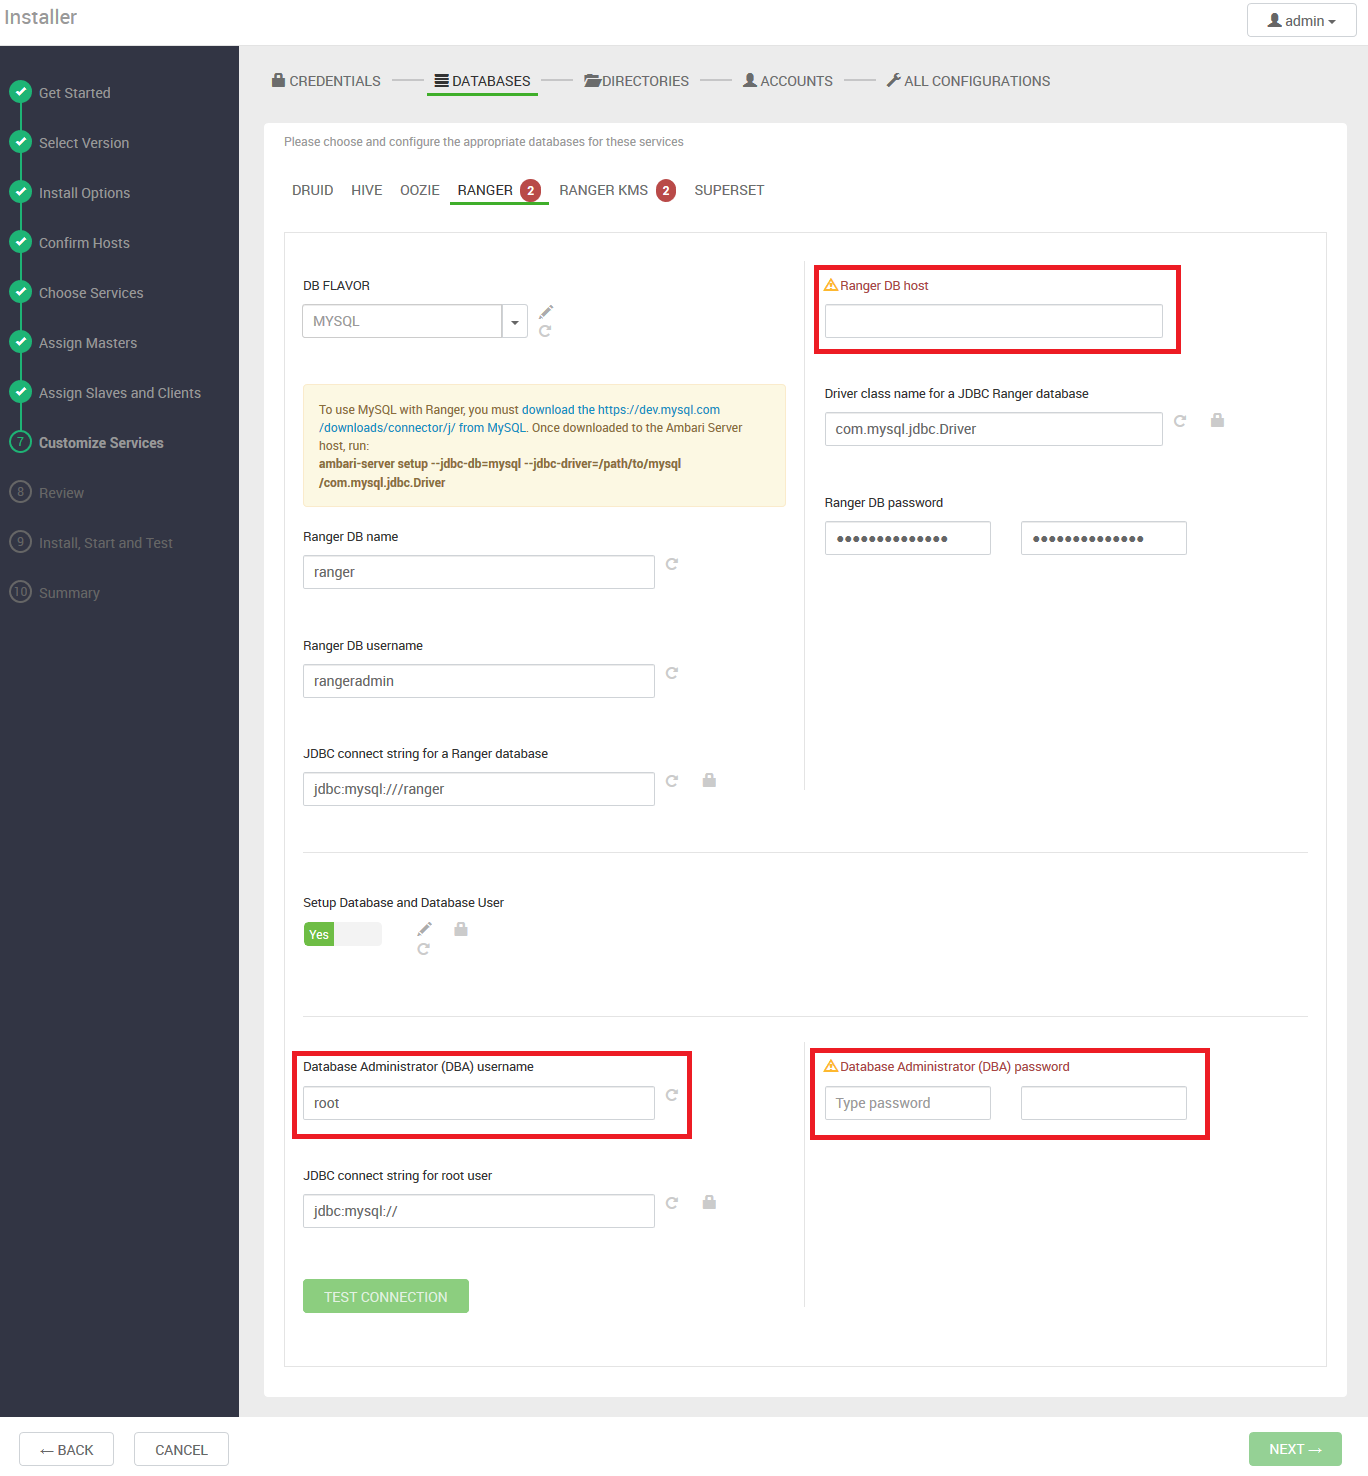 Installer
admin
Get Started
Select Version
Install Options
Confirm Hosts
Choose Services
Assign Masters
Assign Slaves and Clients
7 Customize Services
8 Review
9 Install, Start and Test
10 Summary
CREDENTIALS DATABASES DIRECTORIES ACCOUNTS ALL CONFIGURATIONS
Please choose and configure the appropriate databases for these services
DRUID HIVE OOZIE RANGER 2 RANGER KMS 2 SUPERSET
DB FLAVOR
MYSQL
To use MySQL with Ranger, you must download the https://dev.mysql.com
/downloads/connector/j/ from MySQL. Once downloaded to the Ambari Server
host, run:
ambari-server setup --jdbc-db=mysql --jdbc-driver=/path/to/mysql
/com.mysql.jdbc.Driver
Ranger DB name
ranger
Ranger DB username
rangeradmin
JDBC connect string for a Ranger database
jdbc:mysql:///ranger
Ranger DB host
Driver class name for a JDBC Ranger database
com.mysql.jdbc.Driver
Ranger DB password
•••••••••••••• ••••••••••••••
Setup Database and Database User
Yes
Database Administrator (DBA) username
root
JDBC connect string for root user
jdbc:mysql://
TEST CONNECTION
Database Administrator (DBA) password
Type password
← BACK
CANCEL
NEXT →